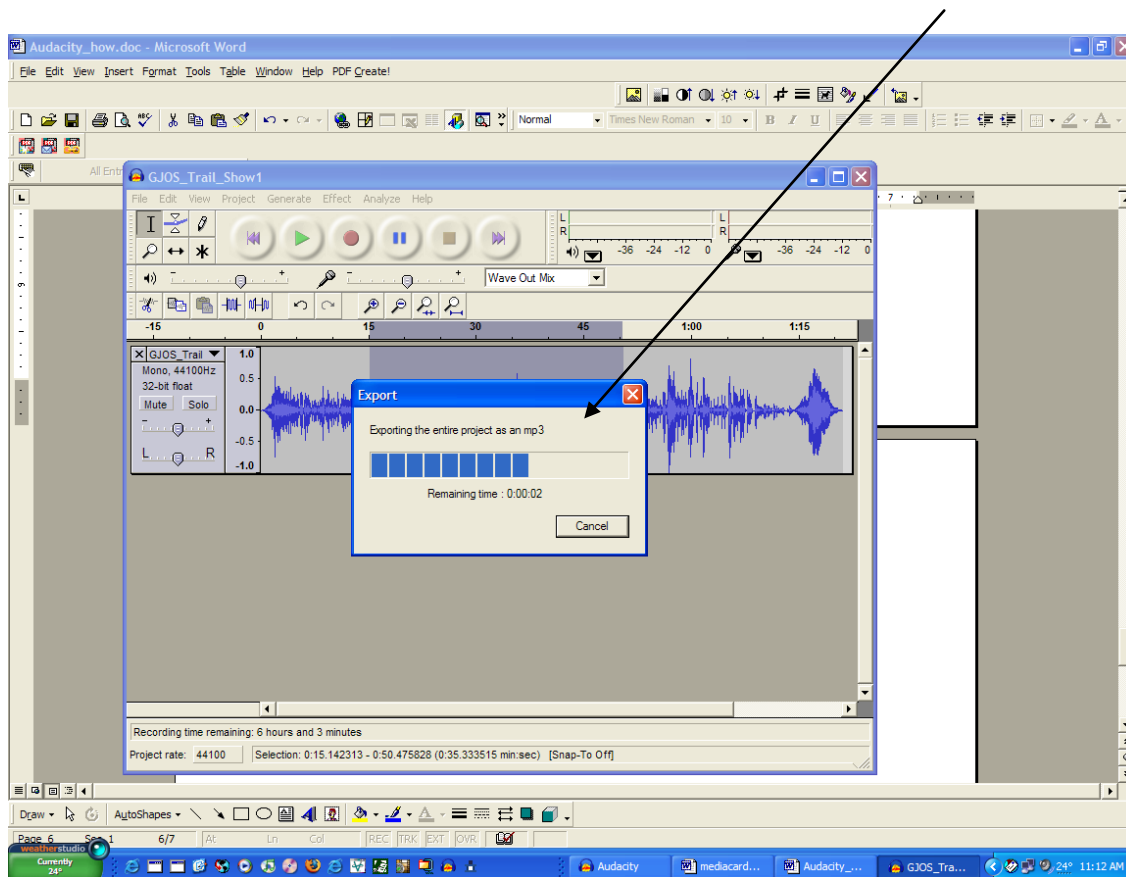 Audacity_how.doc - Microsoft Word
File Edit View Insert Format Tools Table Window Help PDF Create!
Normal Times New Roman 10 B I U
All Entr
GJOS_Trail_Show1
File Edit View Project Generate Effect Analyze Help
L
R
-36 -24 -12 0
L
R
-36 -24 -12 0
Wave Out Mix
-15 0 15 30 45 1:00 1:15
GJOS_Trail
Mono, 44100Hz
32-bit float
Mute Solo
L R
1.0
0.5
0.0
-0.5
-1.0
Export
Exporting the entire project as an mp3
Remaining time : 0:00:02
Cancel
Recording time remaining: 6 hours and 3 minutes
Project rate: 44100 Selection: 0:15.142313 - 0:50.475828 (0:35.333515 min:sec) [Snap-To Off]
7
Draw AutoShapes
Page 6 Sec 1 6/7 At Ln Col REC TRK EXT OVR
weatherstudio
Currently
24°
Audacity mediacard... Audacity_... GJOS_Tra... 24° 11:12 AM